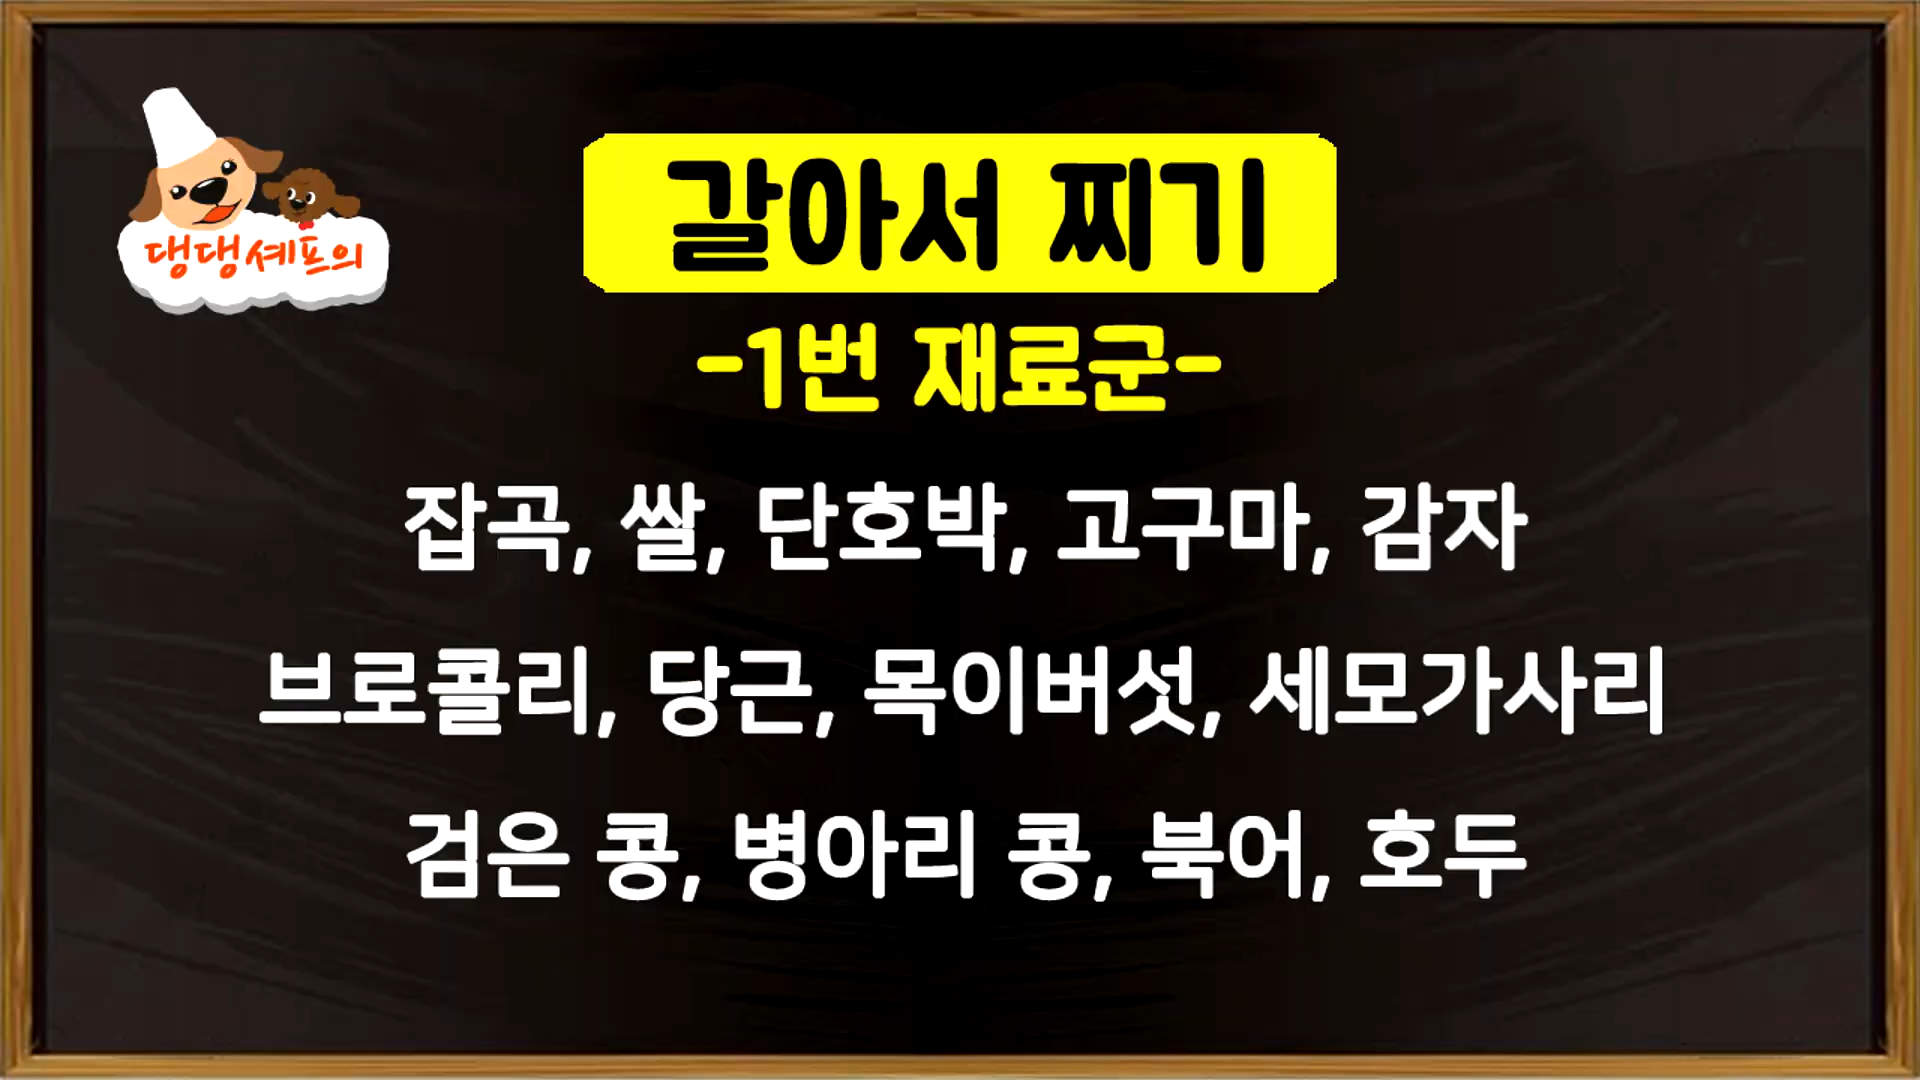 댕댕셰프의
갈아서 찌기
-1번 재료군-
잡곡, 쌀, 단호박, 고구마, 감자
브로콜리, 당근, 목이버섯, 세모가사리
검은 콩, 병아리 콩, 북어, 호두